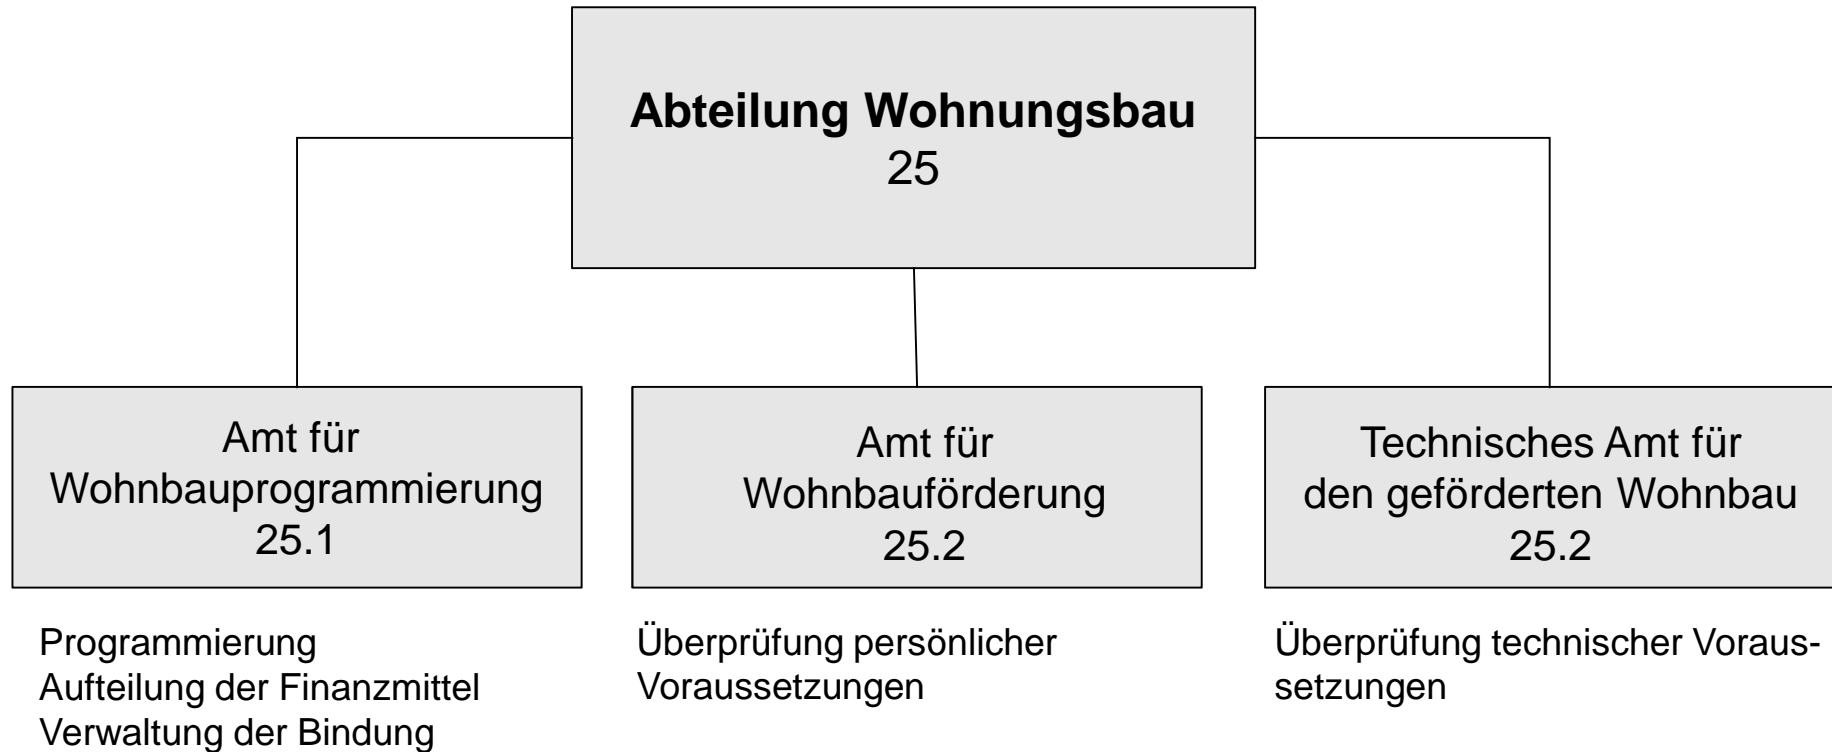 Abteilung Wohnungsbau
25
Amt für
Wohnbauprogrammierung
25.1
Amt für
Wohnbauförderung
25.2
Technisches Amt für
den geförderten Wohnbau
25.2
Programmierung
Aufteilung der Finanzmittel
Verwaltung der Bindung
Überprüfung persönlicher
Voraussetzungen
Überprüfung technischer Voraus-
setzungen